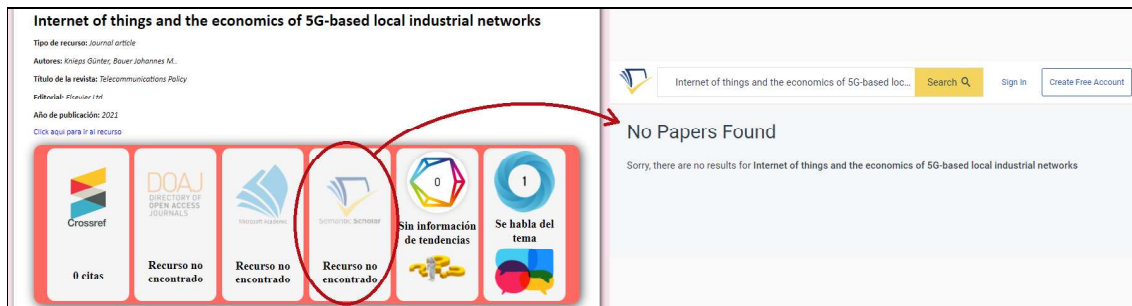 Internet of things and the economics of 5G-based local industrial networks
Tipo de recurso: Journal article
Autores: Knieps Günter, Bauer Johannes M..
Título de la revista: Telecommunications Policy
Editorial: Elsevier Ltd
Año de publicación: 2021
Click aquí para ir al recurso
Crossref
0 citas
DOAJ
DIRECTORY OF
OPEN ACCESS
JOURNALS
Recurso no
encontrado
Microsoft Academic
Recurso no
encontrado
Semantic Scholar
Recurso no
encontrado
0
Sin información
de tendencias
1
Se habla del
tema
Internet of things and the economics of 5G-based loc...
Search
Sign In
Create Free Account
No Papers Found
Sorry, there are no results for Internet of things and the economics of 5G-based local industrial networks